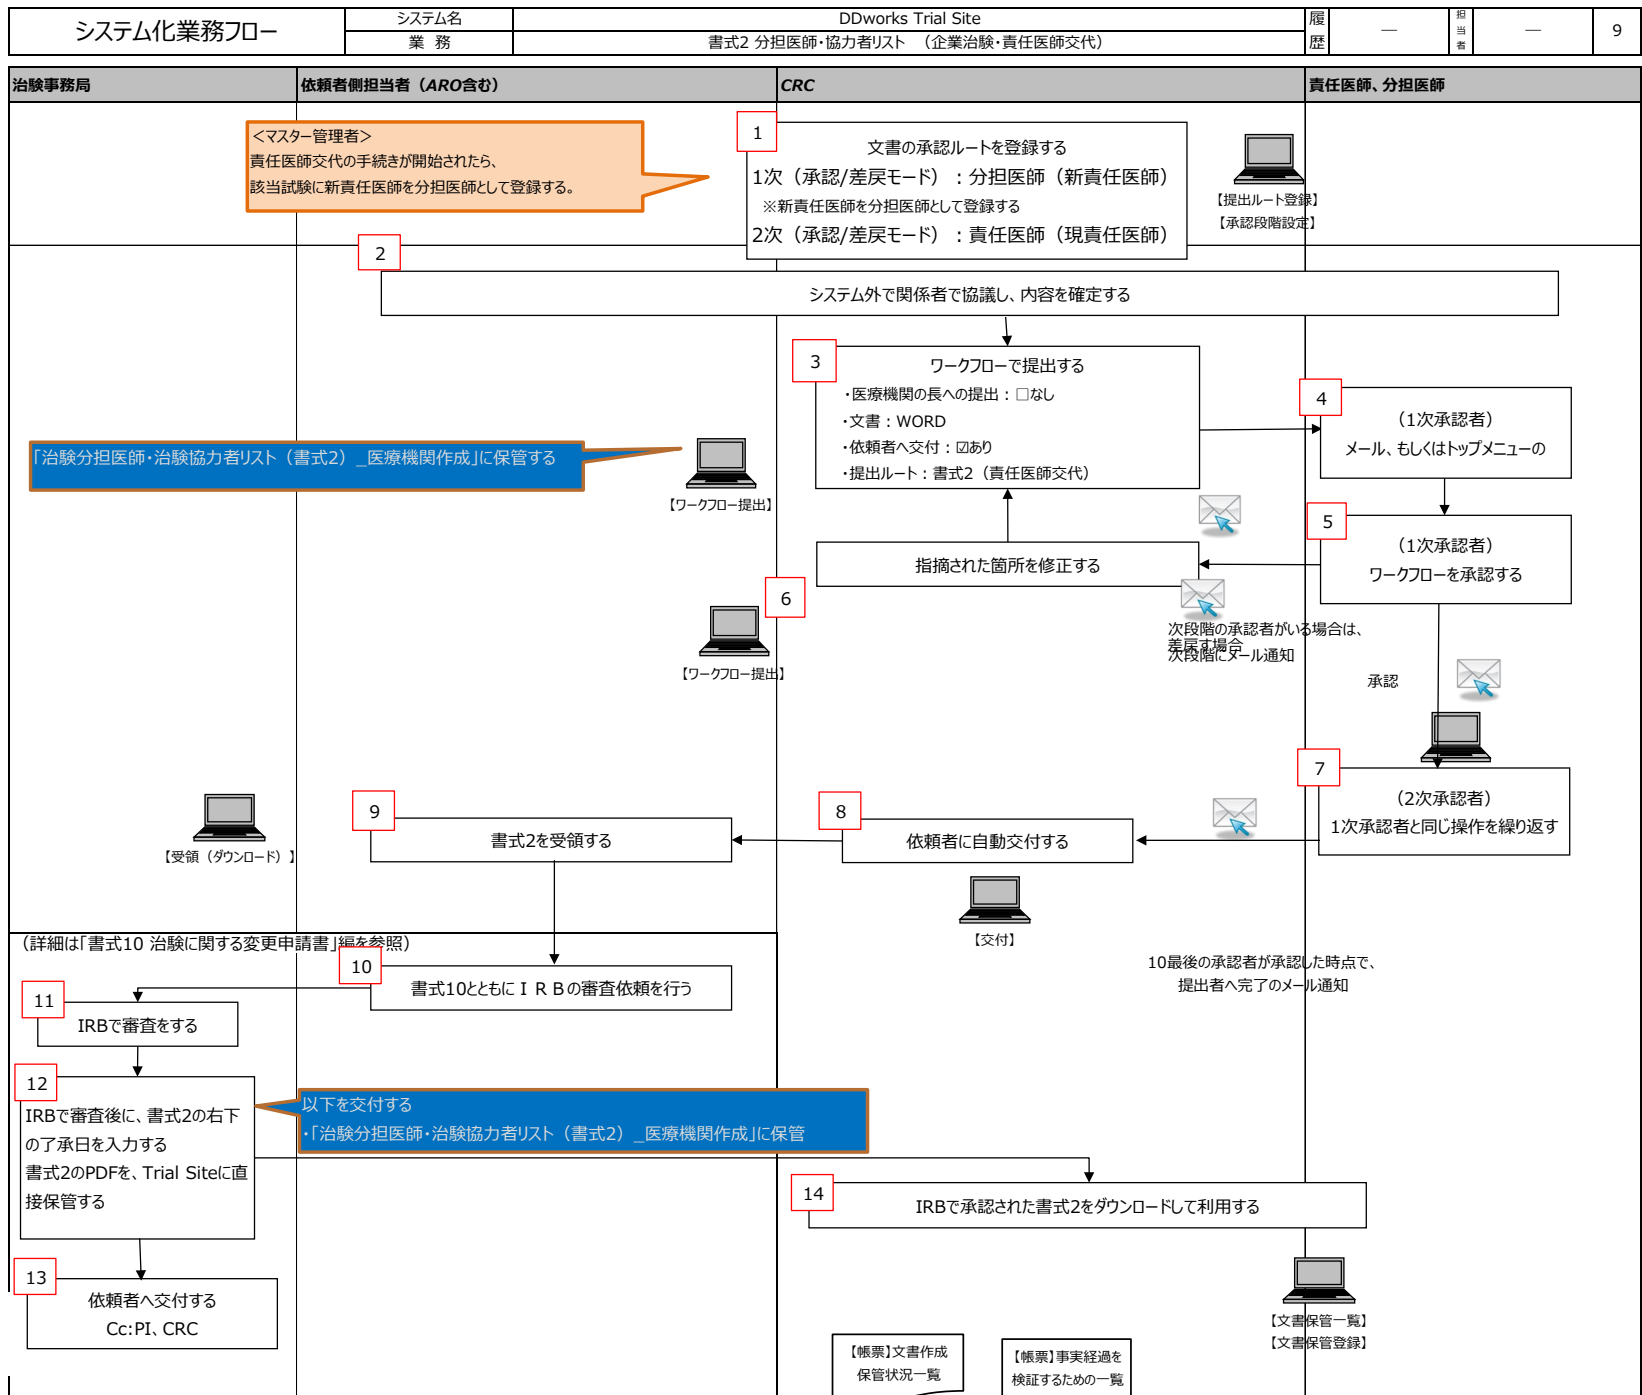 システム化業務フロー
システム名
DDworks Trial Site
業 務
書式2 分担医師・協力者リスト （企業治験・責任医師交代）
履歴
―
担当者
―
9
治験事務局
依頼者側担当者（ARO含む）
CRC
責任医師、分担医師
＜マスター管理者＞
責任医師交代の手続きが開始されたら、
該当試験に新責任医師を分担医師として登録する。
1
文書の承認ルートを登録する
1次（承認/差戻モード）：分担医師（新責任医師）
※新責任医師を分担医師として登録する
2次（承認/差戻モード）：責任医師（現責任医師）
【提出ルート登録】
【承認段階設定】
2
システム外で関係者で協議し、内容を確定する
3
ワークフローで提出する
・医療機関の長への提出：□なし
・文書：WORD
・依頼者へ交付：☑あり
・提出ルート：書式2（責任医師交代）
「治験分担医師・治験協力者リスト（書式2）_医療機関作成」に保管する
【ワークフロー提出】
4
（1次承認者）
メール、もしくはトップメニューの
5
（1次承認者）
ワークフローを承認する
指摘された箇所を修正する
6
【ワークフロー提出】
次段階の承認者がいる場合は、
差戻す場合
次段階にメール通知
承認
7
（2次承認者）
1次承認者と同じ操作を繰り返す
8
依頼者に自動交付する
【交付】
9
書式2を受領する
【受領（ダウンロード）】
10最後の承認者が承認した時点で、
提出者へ完了のメール通知
（詳細は「書式10 治験に関する変更申請書」編を参照）
10
書式10とともにＩＲＢの審査依頼を行う
11
IRBで審査をする
12
IRBで審査後に、書式2の右下
の了承日を入力する
書式2のPDFを、Trial Siteに直
接保管する
以下を交付する
・「治験分担医師・治験協力者リスト（書式2）_医療機関作成」に保管
14
IRBで承認された書式2をダウンロードして利用する
13
依頼者へ交付する
Cc:PI、CRC
【文書保管一覧】
【文書保管登録】
【帳票】文書作成
保管状況一覧
【帳票】事実経過を
検証するための一覧